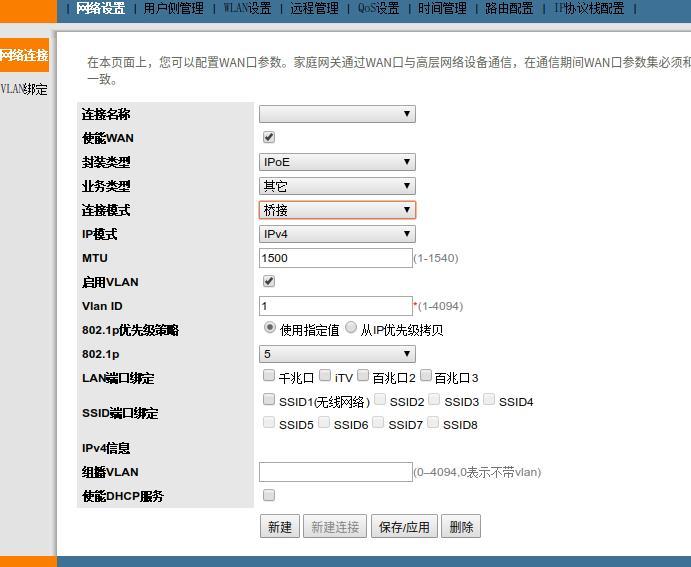 | 网络设置 | 用户侧管理 | WLAN设置 | 远程管理 | QoS设置 | 时间管理 | 路由配置 | IP协议栈配置 |
网络连接
VLAN绑定
在本页面上，您可以配置WAN口参数。家庭网关通过WAN口与高层网络设备通信，在通信期间WAN口参数集必须和
一致。
连接名称
使能WAN
封装类型 IPoE
业务类型 其它
连接模式 桥接
IP模式 IPv4
MTU 1500 (1-1540)
启用VLAN
Vlan ID 1 *(1-4094)
802.1p优先级策略 使用指定值 从IP优先级拷贝
802.1p 5
LAN端口绑定 千兆口 iTV 百兆口2 百兆口3
SSID端口绑定 SSID1(无线网络) SSID2 SSID3 SSID4
SSID5 SSID6 SSID7 SSID8
IPv4信息
组播VLAN (0–4094,0表示不带vlan)
使能DHCP服务
新建 新建连接 保存/应用 删除